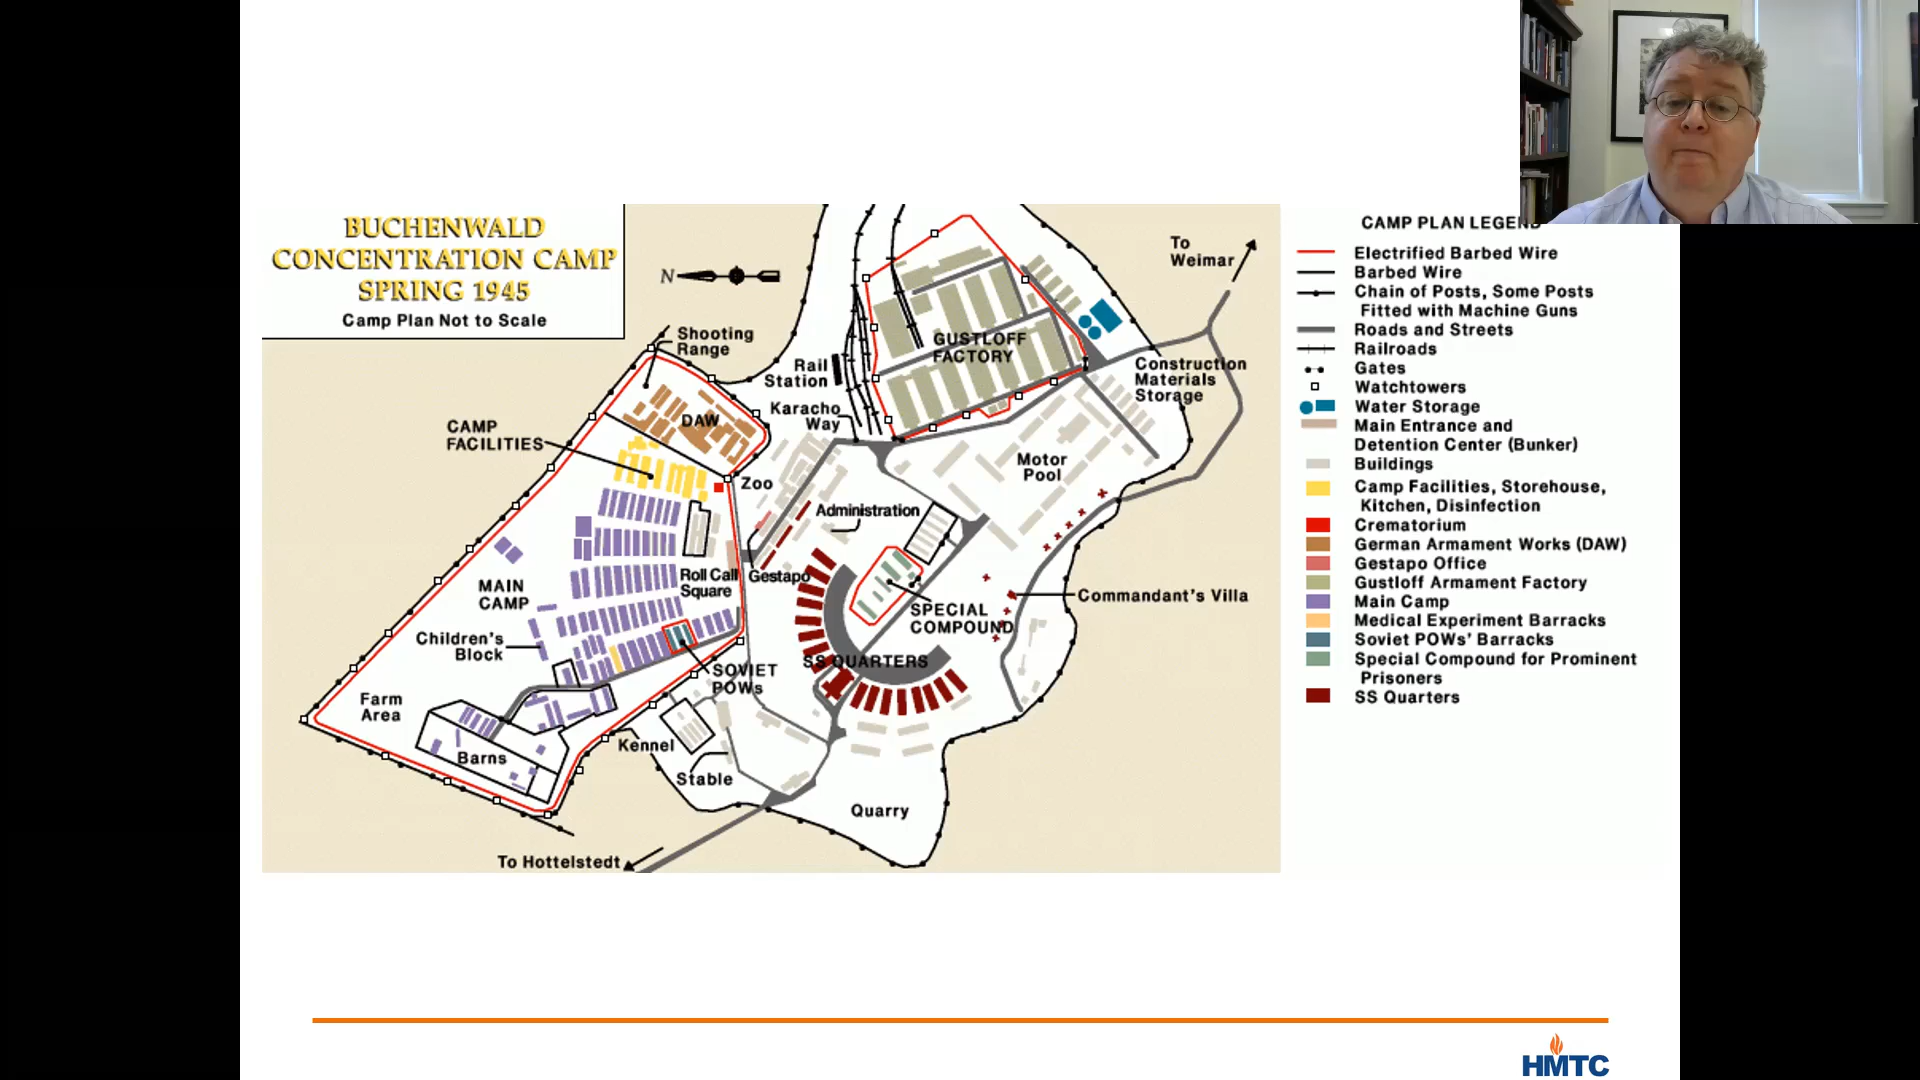 BUCHENWALD
CONCENTRATION CAMP
SPRING 1945
Camp Plan Not to Scale
N
Shooting
Range
To
Weimar
GUSTLOFF
FACTORY
Rail
Station
Construction
Materials
Storage
Karacho
Way
DAW
CAMP
FACILITIES
Motor
Pool
Zoo
Administration
Roll Call
Square
Gestapo
MAIN
CAMP
Commandant's Villa
SPECIAL
COMPOUND
Children's
Block
SS QUARTERS
SOVIET
POWs
Farm
Area
Kennel
Barns
Stable
Quarry
To Hottelstedt
CAMP PLAN LEGEND
Electrified Barbed Wire
Barbed Wire
Chain of Posts, Some Posts
Fitted with Machine Guns
Roads and Streets
Railroads
Gates
Watchtowers
Water Storage
Main Entrance and
Detention Center (Bunker)
Buildings
Camp Facilities, Storehouse,
Kitchen, Disinfection
Crematorium
German Armament Works (DAW)
Gestapo Office
Gustloff Armament Factory
Main Camp
Medical Experiment Barracks
Soviet POWs' Barracks
Special Compound for Prominent
Prisoners
SS Quarters
HMTC